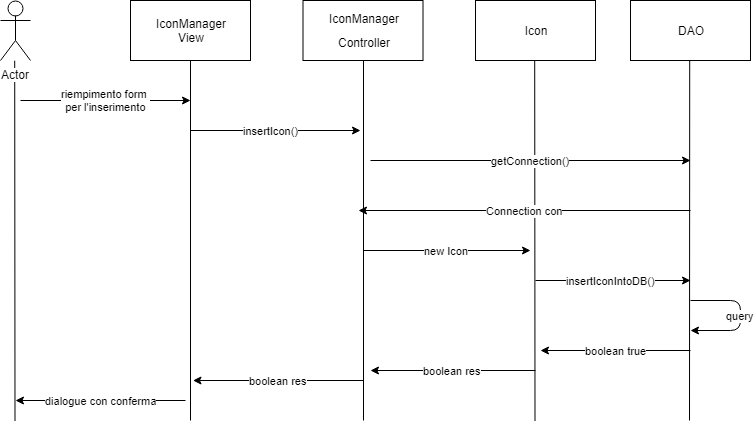 IconManager
View
IconManager
Controller
Icon
DAO
Actor
riempimento form
per l'inserimento
insertIcon()
getConnection()
Connection con
new Icon
insertIconIntoDB()
query
boolean true
boolean res
boolean res
dialogue con conferma